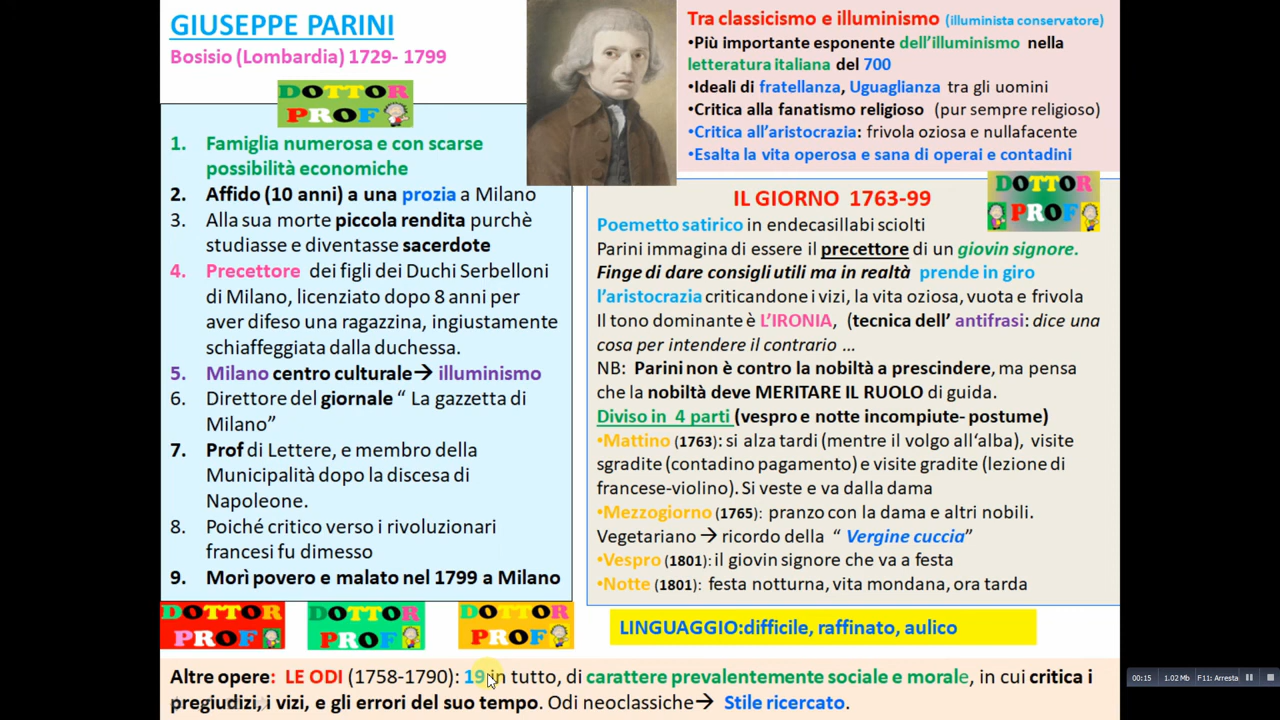 GIUSEPPE PARINI
Bosisio (Lombardia) 1729- 1799
DOTTOR
PROF
1. Famiglia numerosa e con scarse
possibilità economiche
2. Affido (10 anni) a una prozia a Milano
3. Alla sua morte piccola rendita purchè
studiasse e diventasse sacerdote
4. Precettore dei figli dei Duchi Serbelloni
di Milano, licenziato dopo 8 anni per
aver difeso una ragazzina, ingiustamente
schiaffeggiata dalla duchessa.
5. Milano centro culturale→ illuminismo
6. Direttore del giornale “ La gazzetta di
Milano”
7. Prof di Lettere, e membro della
Municipalità dopo la discesa di
Napoleone.
8. Poiché critico verso i rivoluzionari
francesi fu dimesso
9. Morì povero e malato nel 1799 a Milano
DOTTOR
PROF
DOTTOR
PROF
DOTTOR
PROF
Tra classicismo e illuminismo (illuminista conservatore)
•Più importante esponente dell’illuminismo nella
letteratura italiana del 700
•Ideali di fratellanza, Uguaglianza tra gli uomini
•Critica alla fanatismo religioso (pur sempre religioso)
•Critica all’aristocrazia: frivola oziosa e nullafacente
•Esalta la vita operosa e sana di operai e contadini
DOTTOR
PROF
IL GIORNO 1763-99
Poemetto satirico in endecasillabi sciolti
Parini immagina di essere il precettore di un giovin signore.
Finge di dare consigli utili ma in realtà prende in giro
l’aristocrazia criticandone i vizi, la vita oziosa, vuota e frivola
Il tono dominante è L’IRONIA, (tecnica dell’ antifrasi: dice una
cosa per intendere il contrario ...
NB: Parini non è contro la nobiltà a prescindere, ma pensa
che la nobiltà deve MERITARE IL RUOLO di guida.
Diviso in 4 parti (vespro e notte incompiute- postume)
•Mattino (1763): si alza tardi (mentre il volgo all‘alba), visite
sgradite (contadino pagamento) e visite gradite (lezione di
francese-violino). Si veste e va dalla dama
•Mezzogiorno (1765): pranzo con la dama e altri nobili.
Vegetariano → ricordo della “ Vergine cuccia”
•Vespro (1801): il giovin signore che va a festa
•Notte (1801): festa notturna, vita mondana, ora tarda
LINGUAGGIO:difficile, raffinato, aulico
Altre opere: LE ODI (1758-1790): 19 in tutto, di carattere prevalentemente sociale e morale, in cui critica i
pregiudizi, i vizi, e gli errori del suo tempo. Odi neoclassiche→ Stile ricercato.
00:15 1.02 Mb F11: Arresta